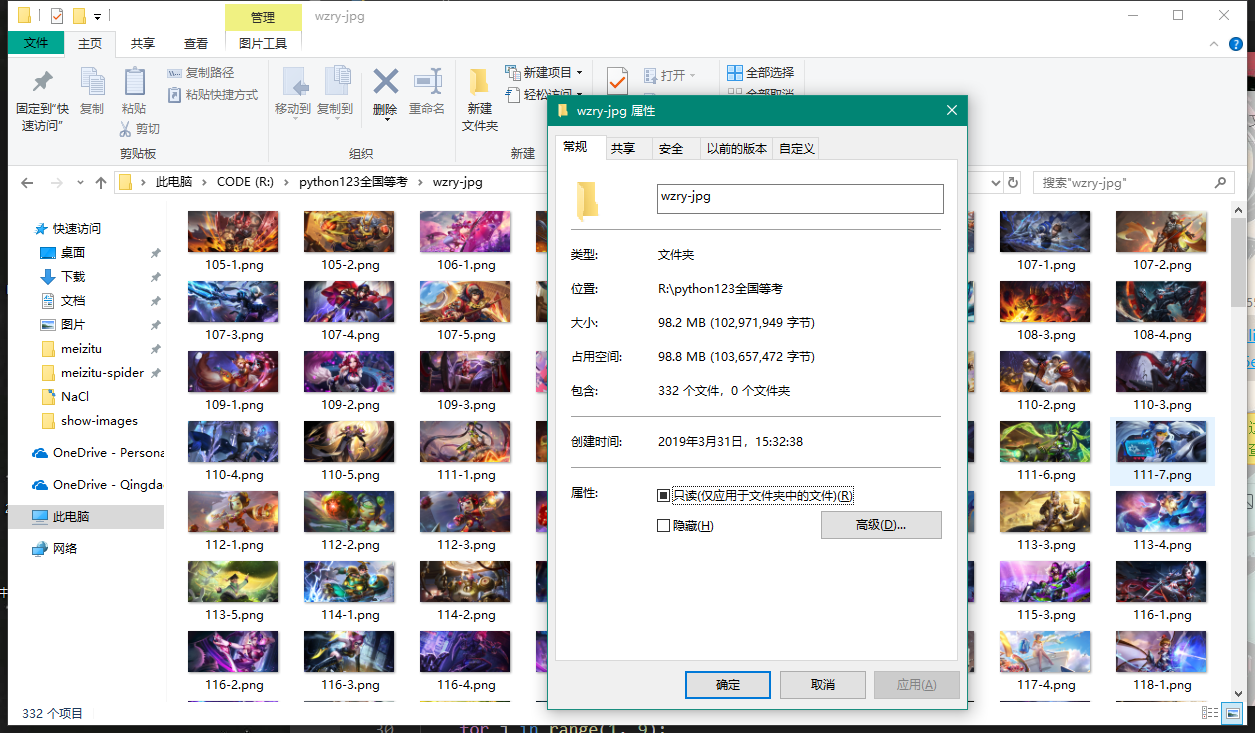 管理
wzry-jpg
文件
主页
共享
查看
图片工具
固定到"快速访问"
复制
粘贴
复制路径
粘贴快捷方式
剪切
剪贴板
移动到
复制到
删除
重命名
组织
新建
文件夹
新建项目
轻松访问
新建
打开
全部选择
全部取消
此电脑 > CODE (R:) > python123全国等考 > wzry-jpg
搜索"wzry-jpg"
快速访问
桌面
下载
文档
图片
meizitu
meizitu-spider
NaCl
show-images
OneDrive - Persona
OneDrive - Qingda
此电脑
网络
105-1.png 105-2.png 106-1.png 107-1.png 107-2.png
107-3.png 107-4.png 107-5.png 108-3.png 108-4.png
109-1.png 109-2.png 109-3.png 110-2.png 110-3.png
110-4.png 110-5.png 111-1.png 111-6.png 111-7.png
112-1.png 112-2.png 112-3.png 113-3.png 113-4.png
113-5.png 114-1.png 114-2.png 115-3.png 116-1.png
116-2.png 116-3.png 116-4.png 117-4.png 118-1.png
332 个项目
wzry-jpg 属性
常规 共享 安全 以前的版本 自定义
wzry-jpg
类型: 文件夹
位置: R:\python123全国等考
大小: 98.2 MB (102,971,949 字节)
占用空间: 98.8 MB (103,657,472 字节)
包含: 332 个文件，0 个文件夹
创建时间: 2019年3月31日，15:32:38
属性: 只读(仅应用于文件夹中的文件)(R)
隐藏(H)
高级(D)...
确定 取消 应用(A)
30 for j in range(1, 9):